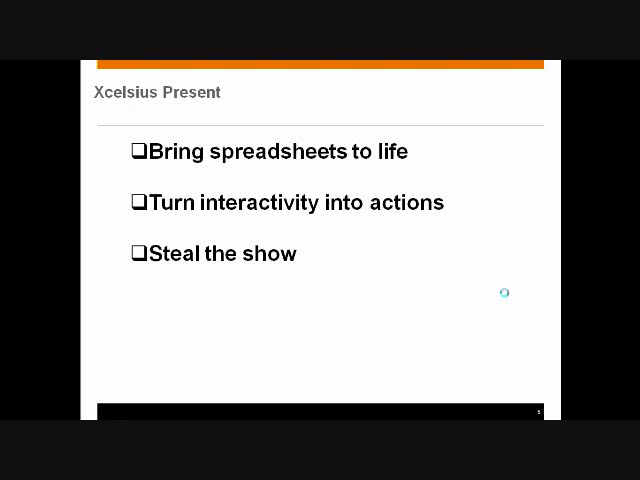 Xcelsius Present
❑Bring spreadsheets to life
❑Turn interactivity into actions
❑Steal the show